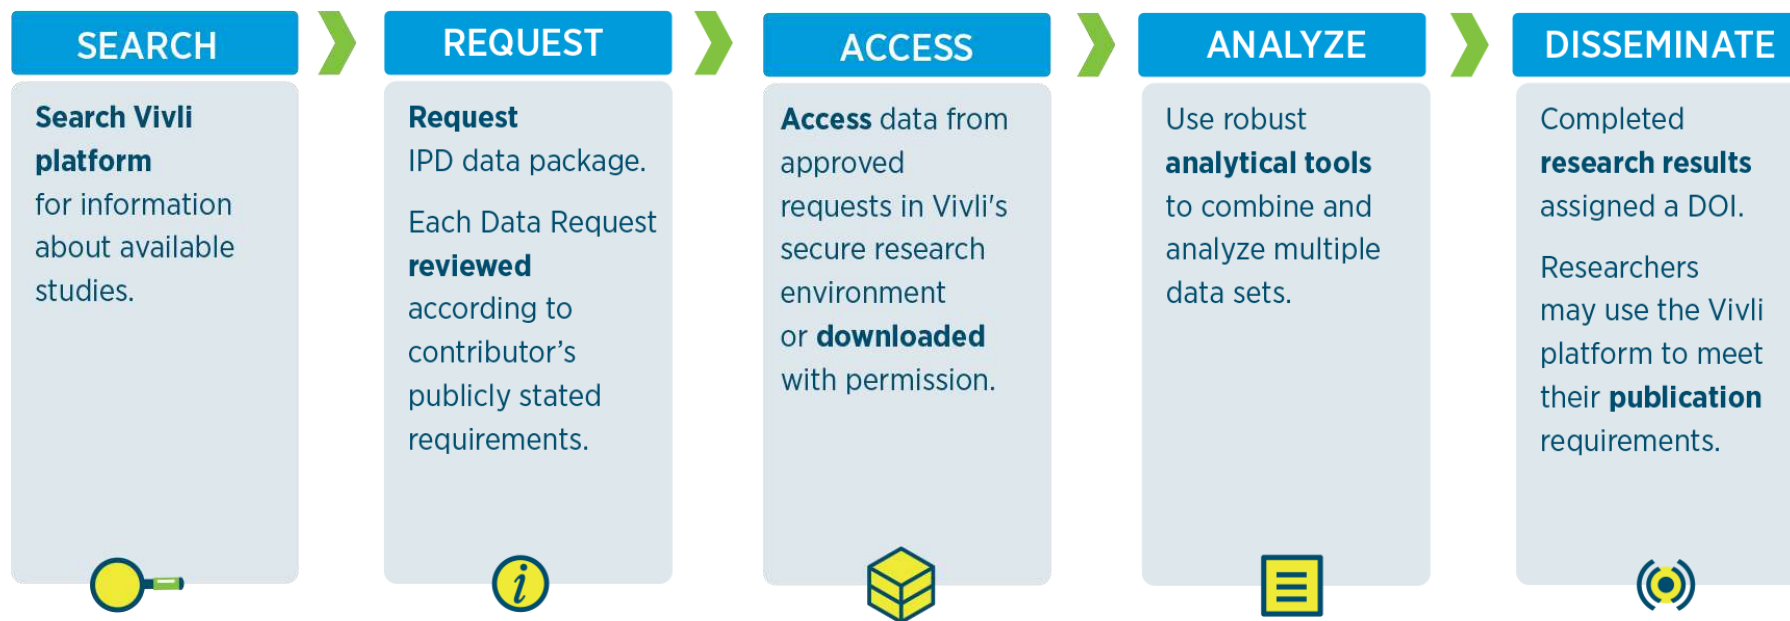 SEARCH
Search Vivli
platform
for information
about available
studies.
REQUEST
Request
IPD data package.
Each Data Request
reviewed
according to
contributor's
publicly stated
requirements.
i
ACCESS
Access data from
approved
requests in Vivli's
secure research
environment
or downloaded
with permission.
ANALYZE
Use robust
analytical tools
to combine and
analyze multiple
data sets.
DISSEMINATE
Completed
research results
assigned a DOI.
Researchers
may use the Vivli
platform to meet
their publication
requirements.